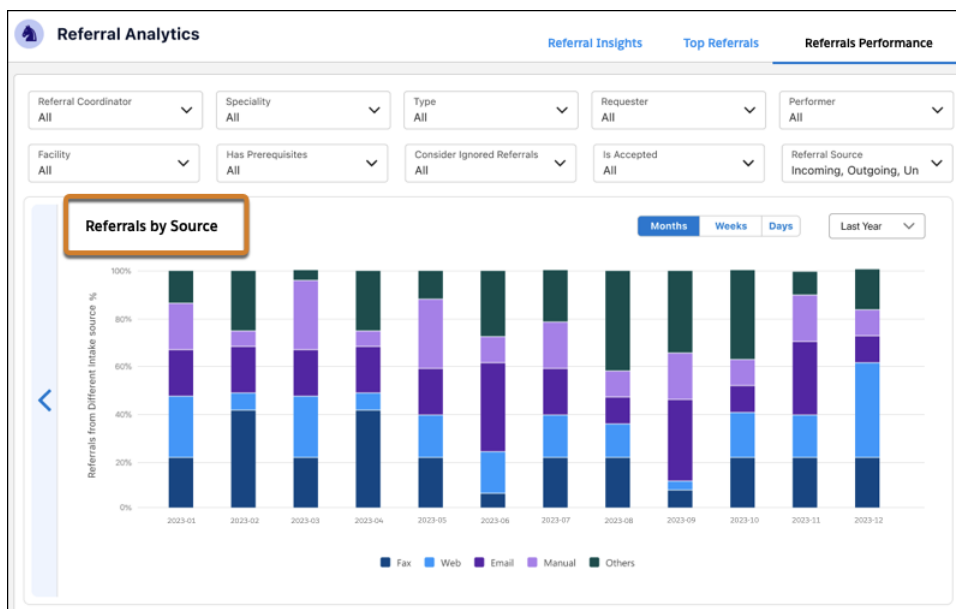 Referral Analytics
Referral Insights
Top Referrals
Referrals Performance
Referral Coordinator
All
Speciality
All
Type
All
Requester
All
Performer
All
Facility
All
Has Prerequisites
All
Consider Ignored Referrals
All
Is Accepted
All
Referral Source
Incoming, Outgoing, Un
Referrals by Source
Months
Weeks
Days
Last Year
Referrals from Different Intake source %
100%
80%
60%
40%
20%
0%
2023-01
2023-02
2023-03
2023-04
2023-05
2023-06
2023-07
2023-08
2023-09
2023-10
2023-11
2023-12
Fax
Web
Email
Manual
Others